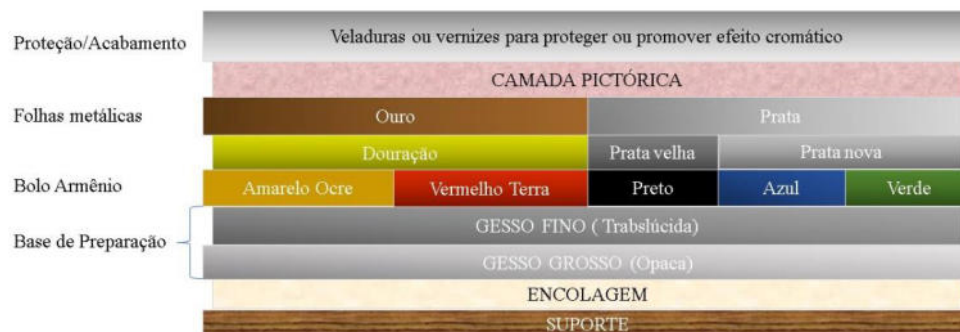 Proteção/Acabamento
Veladuras ou vernizes para proteger ou promover efeito cromático
CAMADA PICTÓRICA
Folhas metálicas
Ouro
Prata
Douração
Prata velha
Prata nova
Bolo Armênio
Amarelo Ocre
Vermelho Terra
Preto
Azul
Verde
Base de Preparação
GESSO FINO ( Trabslúcida)
GESSO GROSSO (Opaca)
ENCOLAGEM
SUPORTE